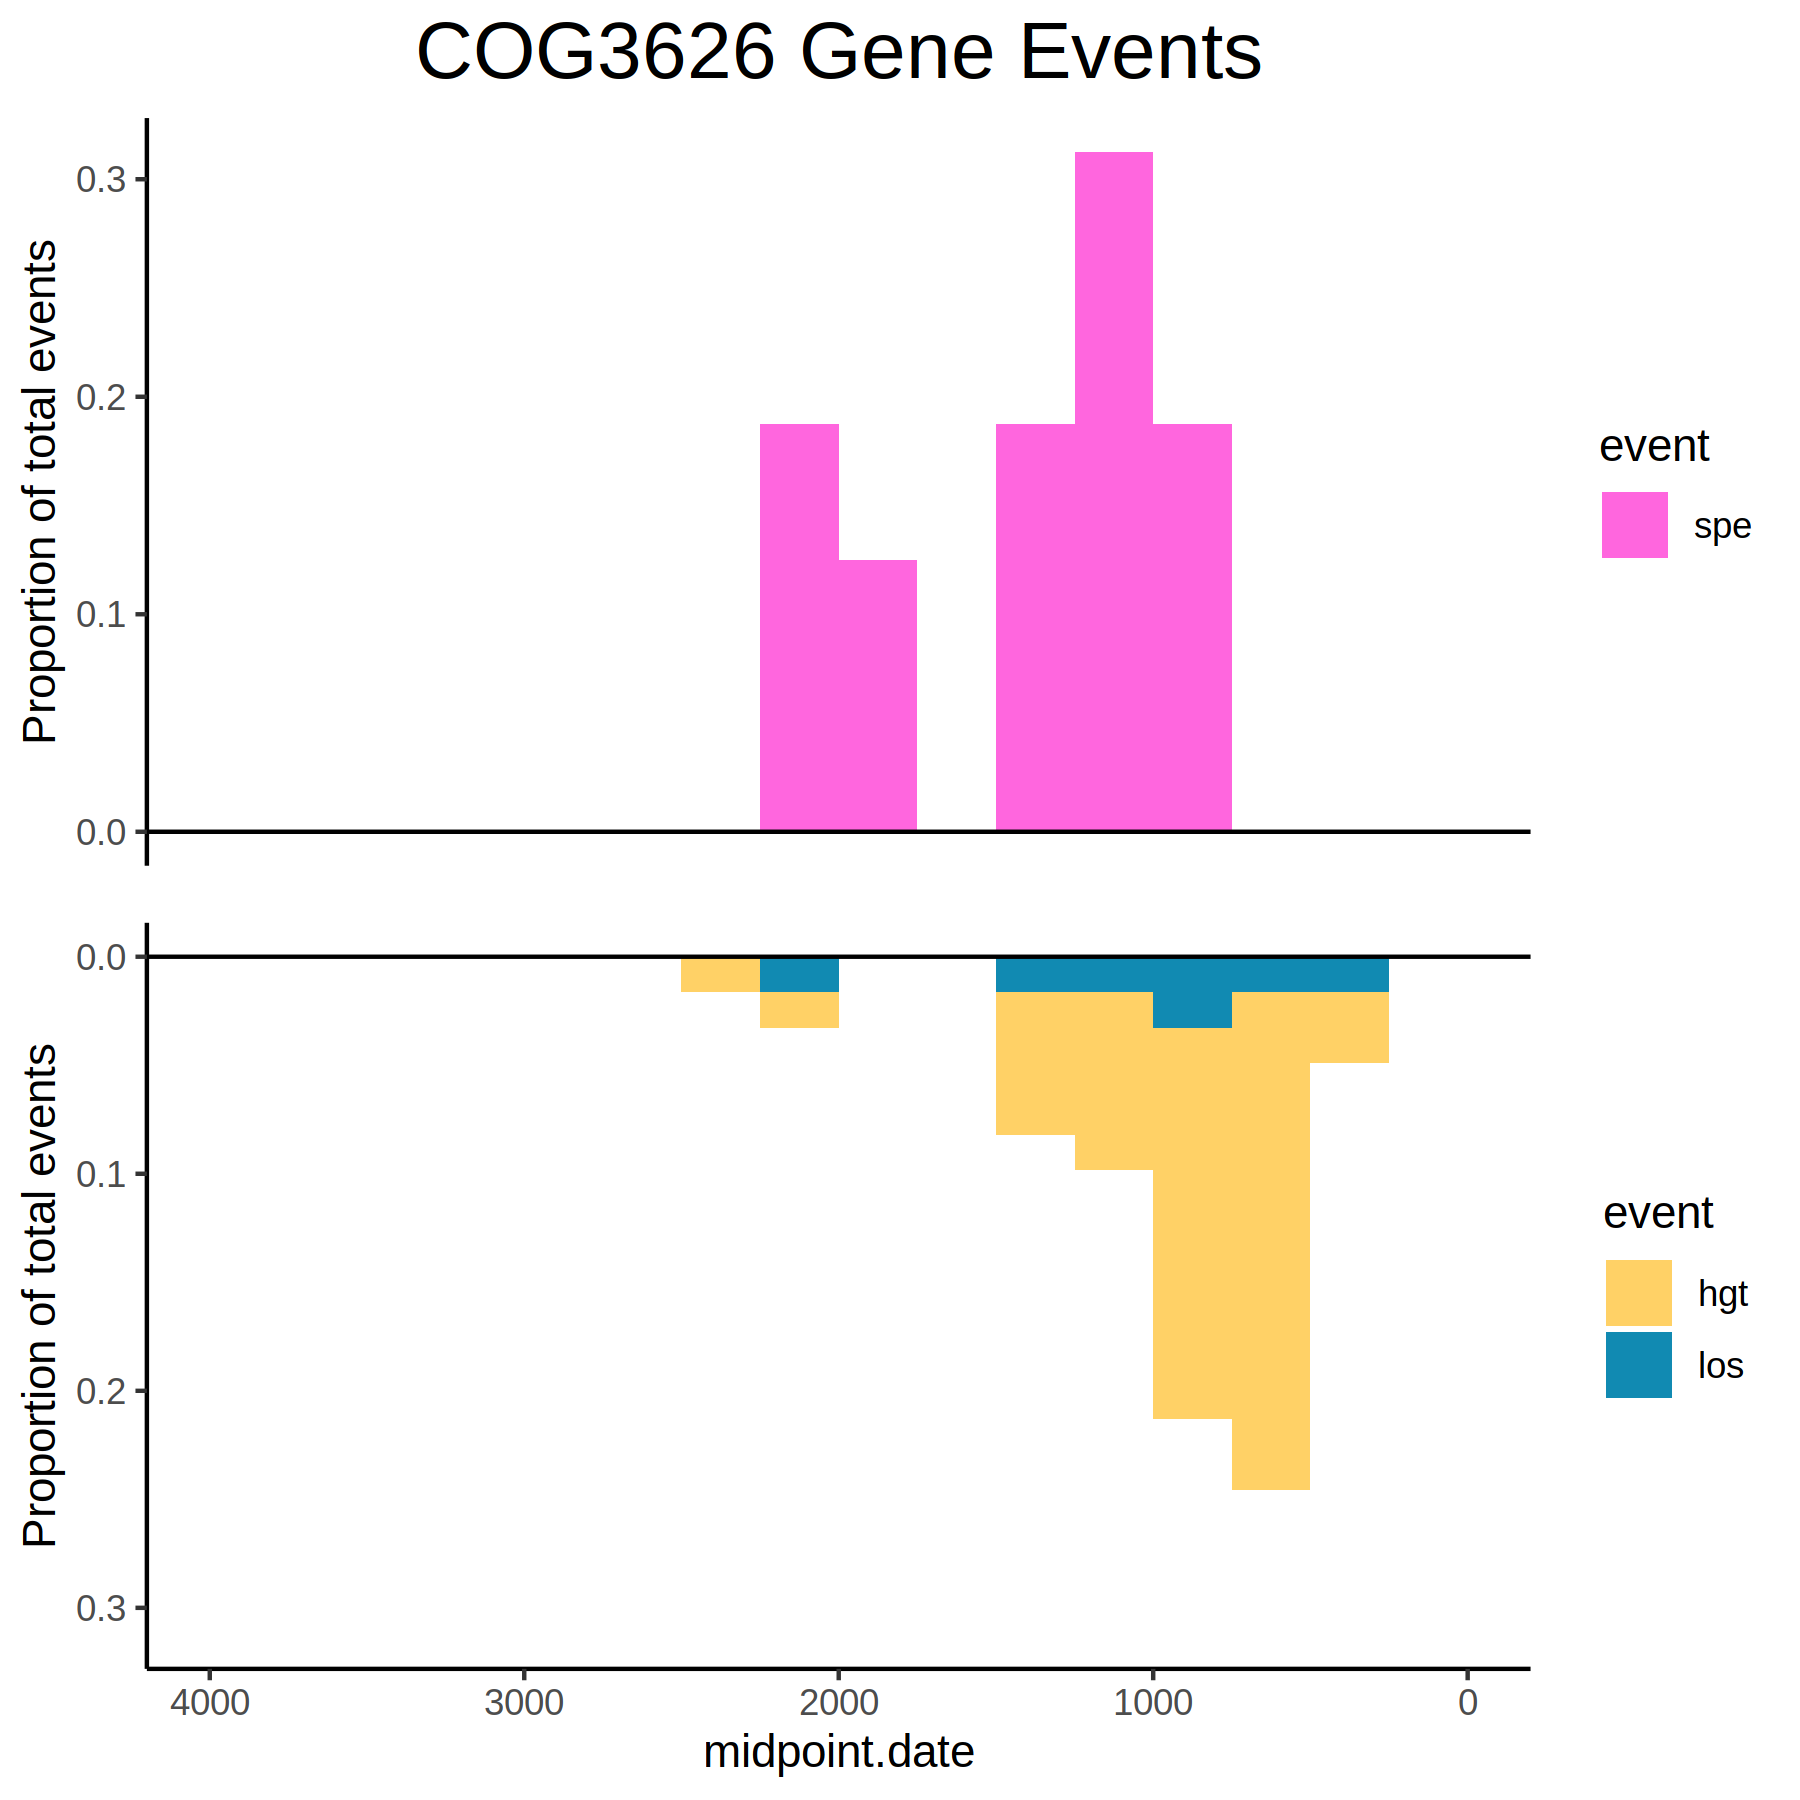 COG3626 Gene Events
Proportion of total events
0.3
0.2
0.1
0.0
event
spe
Proportion of total events
0.0
0.1
0.2
0.3
event
hgt
los
4000 3000 2000 1000 0
midpoint.date